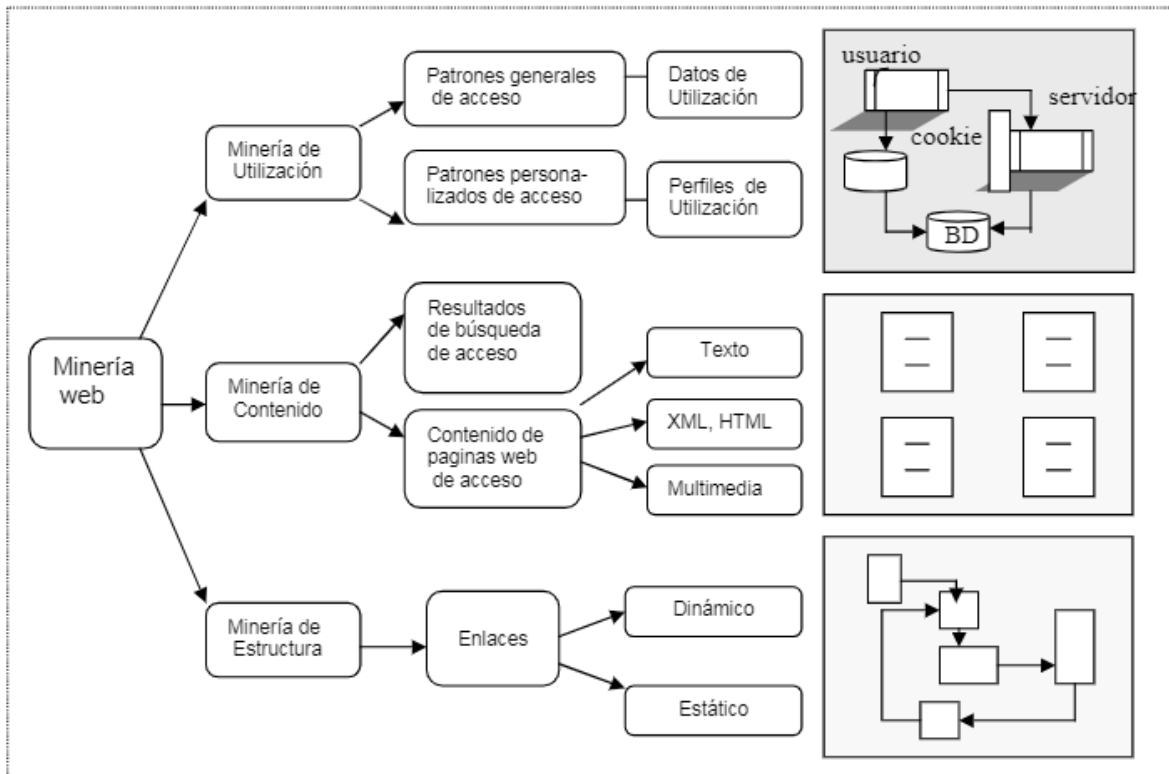 Minería
web
Minería de
Utilización
Patrones generales
de acceso
Datos de
Utilización
Patrones persona-
lizados de acceso
Perfiles de
Utilización
usuario
servidor
cookie
BD
Minería de
Contenido
Resultados
de búsqueda
de acceso
Contenido de
paginas web
de acceso
Texto
XML, HTML
Multimedia
Minería de
Estructura
Enlaces
Dinámico
Estático